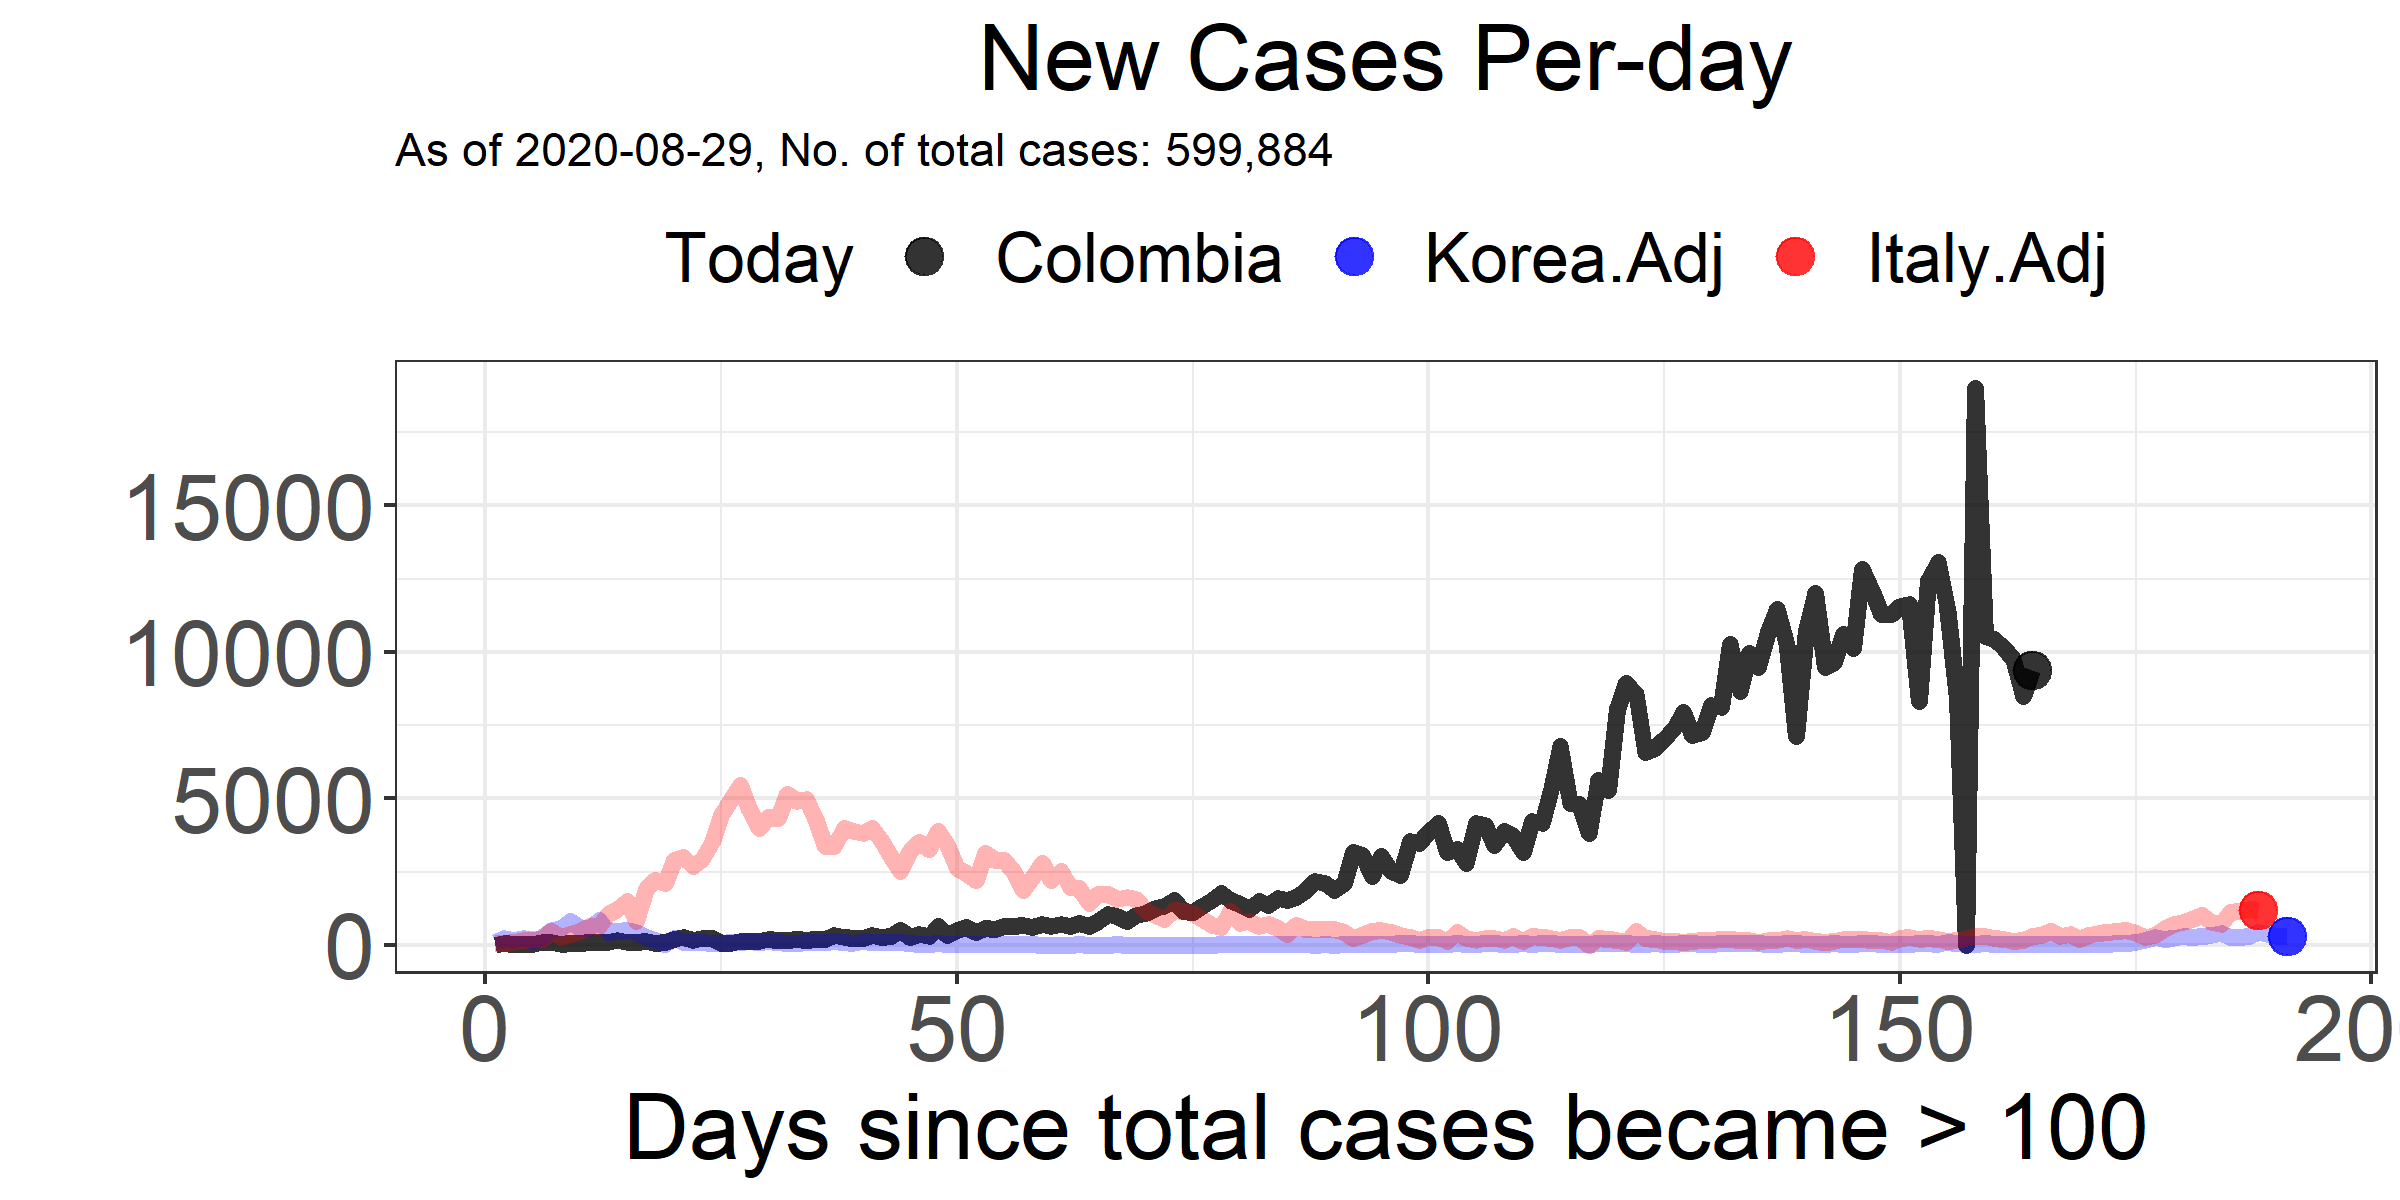 New Cases Per-day
As of 2020-08-29, No. of total cases: 599,884
Today Colombia Korea.Adj Italy.Adj
15000
10000
5000
0
0 50 100 150 20
Days since total cases became > 100